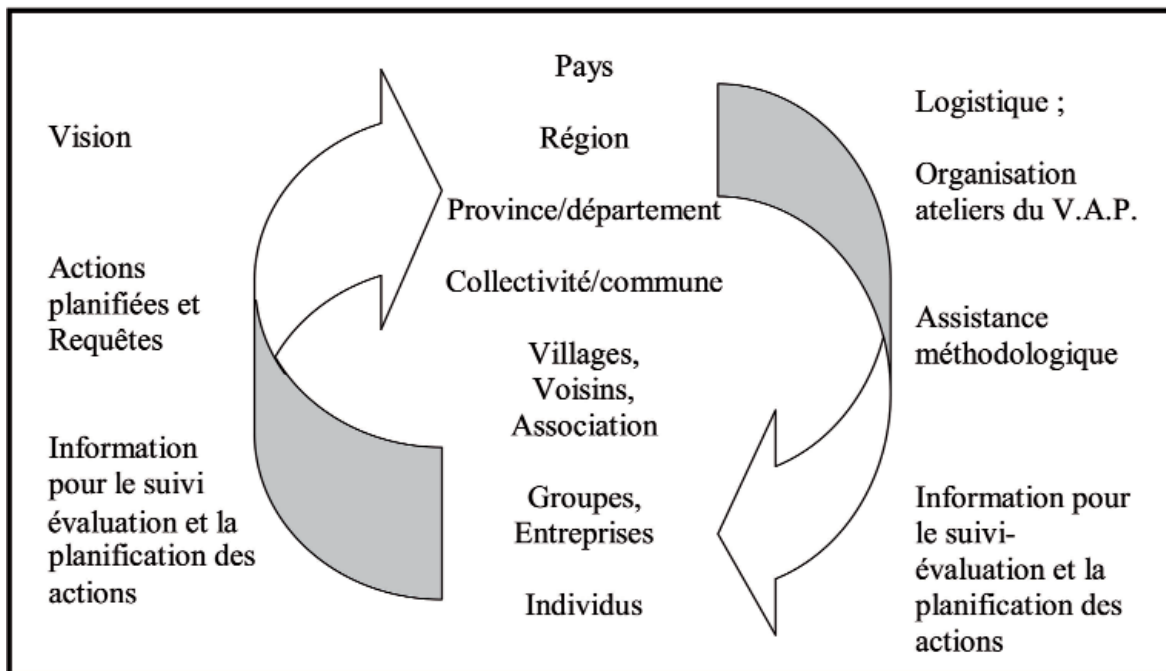 Vision
Actions
planifiées et
Requêtes
Information
pour le suivi
évaluation et la
planification des
actions
Pays
Région
Province/département
Collectivité/commune
Villages,
Voisins,
Association
Groupes,
Entreprises
Individus
Logistique ;
Organisation
ateliers du V.A.P.
Assistance
méthodologique
Information pour
le suivi-
évaluation et la
planification des
actions